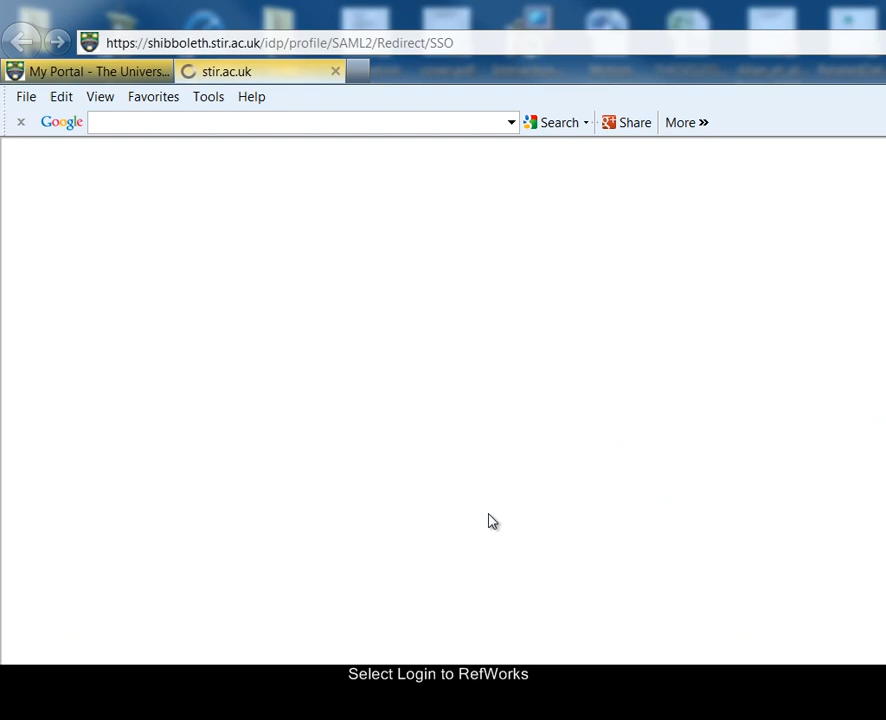 https://shibboleth.stir.ac.uk/idp/profile/SAML2/Redirect/SSO
My Portal - The Univers... stir.ac.uk
File Edit View Favorites Tools Help
x Google Search Share More »
Select Login to RefWorks